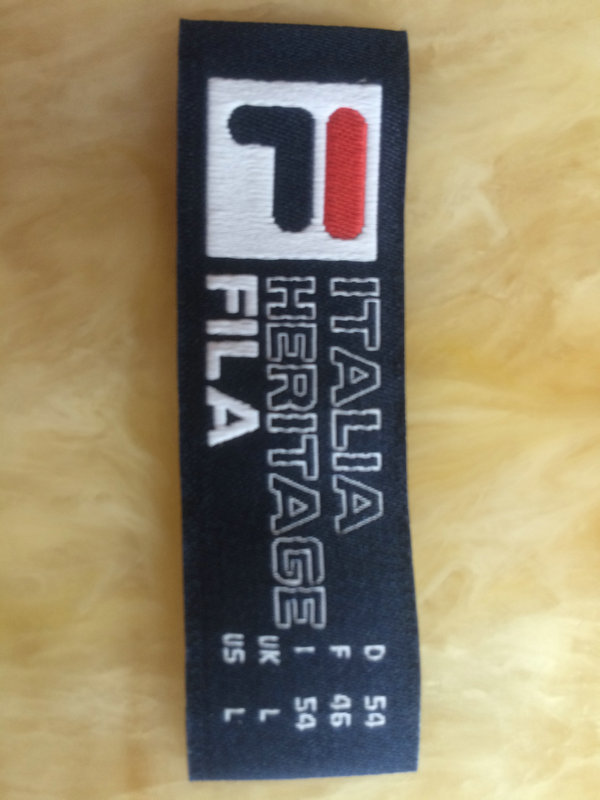 ITALIA
HERITAGE
FILA
D 54
F 46
I 54
UK L
US L